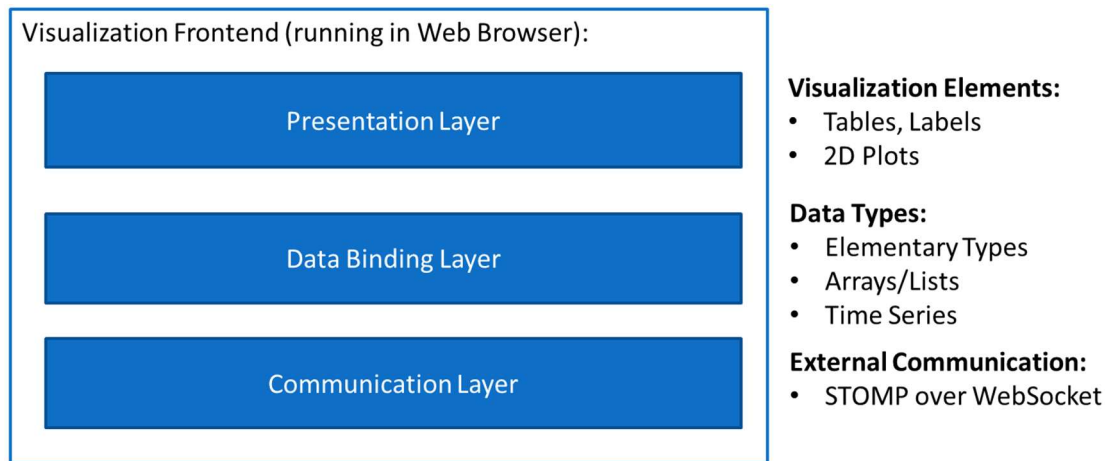 Visualization Frontend (running in Web Browser):
Presentation Layer
Visualization Elements:
• Tables, Labels
• 2D Plots
Data Binding Layer
Data Types:
• Elementary Types
• Arrays/Lists
• Time Series
Communication Layer
External Communication:
• STOMP over WebSocket